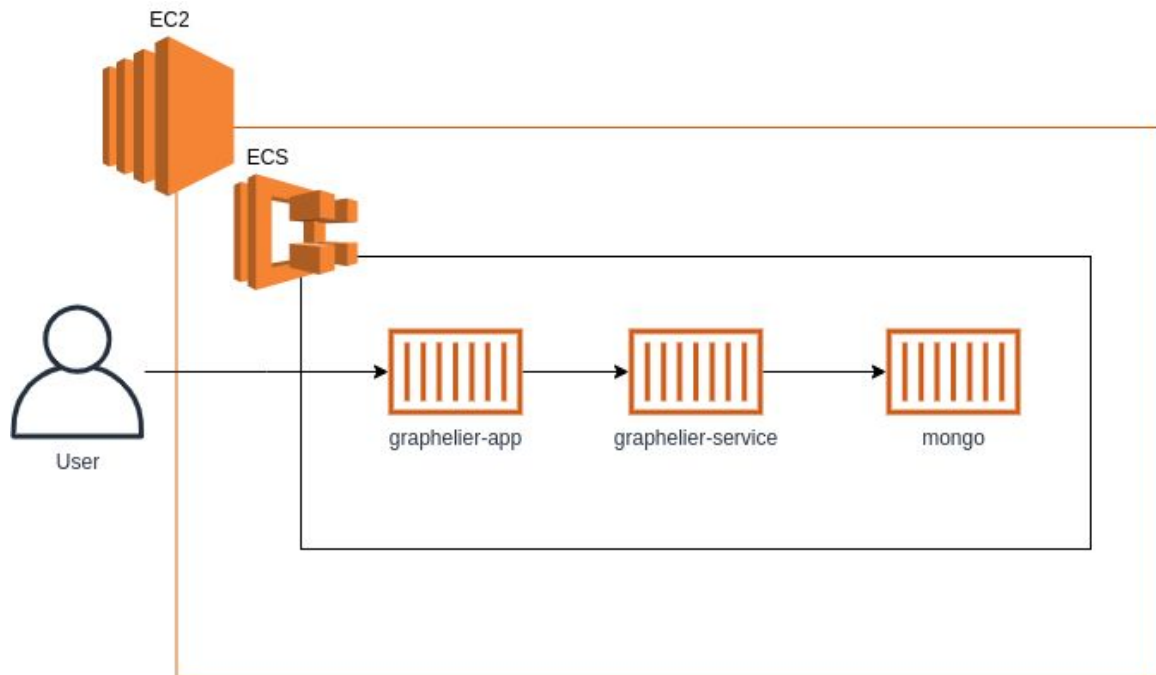 EC2
ECS
graphelier-app
graphelier-service
mongo
User